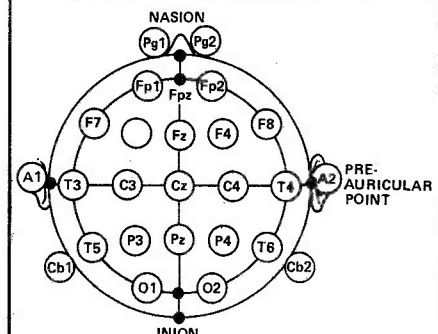 NASION
Pg1 Pg2
Fp1 Fp2
Fpz
F7 Fz F4 F8
A1 T3 C3 Cz C4 T4 A2
PRE-
AURICULAR
POINT
T5 P3 Pz P4 T6
Cb1 Cb2
O1 O2
INION